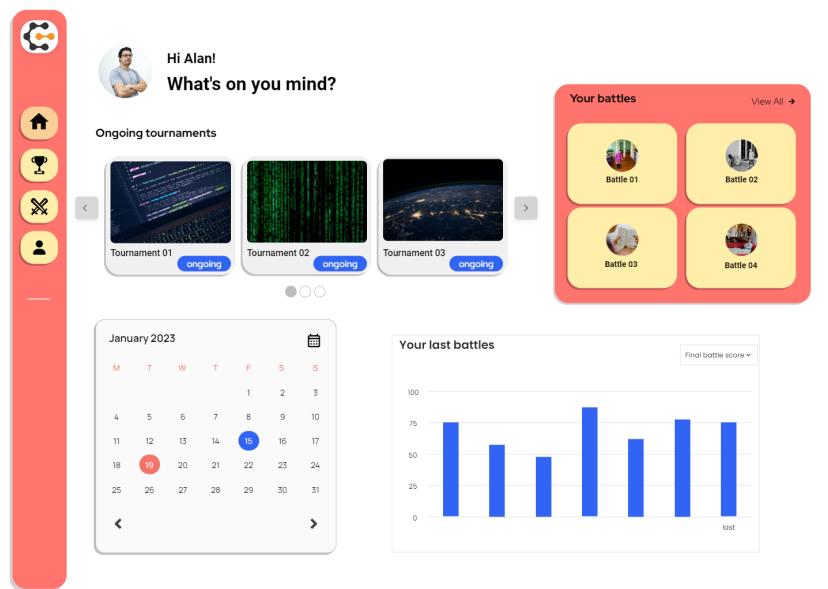 Hi Alan!
What's on you mind?
Ongoing tournaments
Tournament 01
ongoing
Tournament 02
ongoing
Tournament 03
ongoing
Your battles
View All
Battle 01
Battle 02
Battle 03
Battle 04
January 2023
M T W T F S S
1 2 3
4 5 6 7 8 9 10
11 12 13 14 15 16 17
18 19 20 21 22 23 24
25 26 27 28 29 30 31
Your last battles
Final battle score
100
75
50
25
0
last